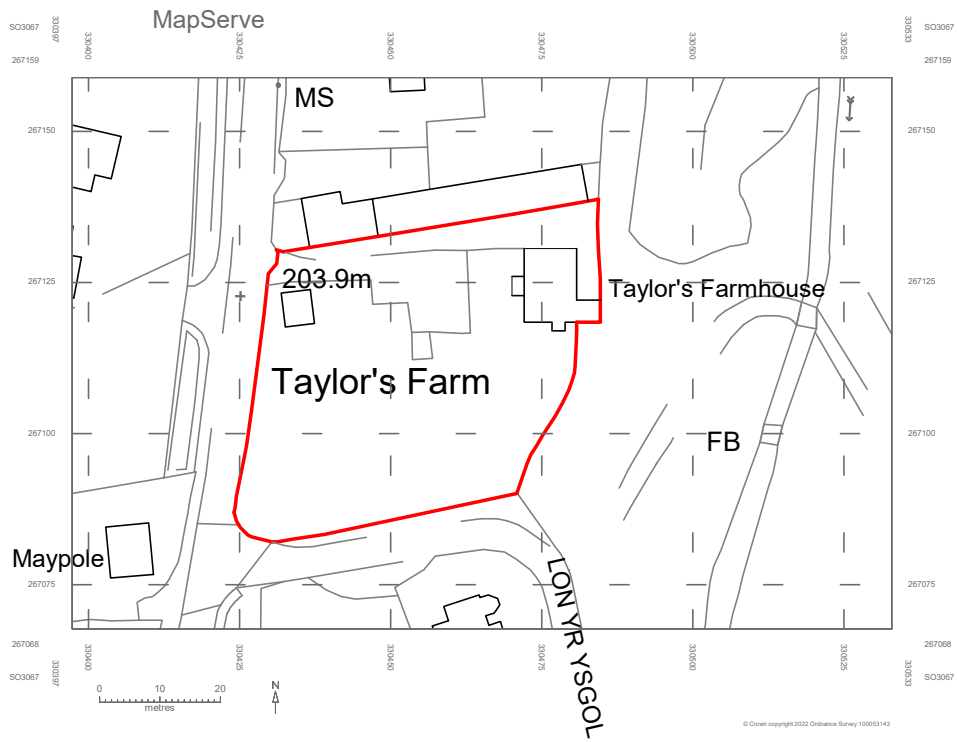 MapServe
SO3067
330397
330400
330425
330450
330475
330500
330525
330533
SO3067
267159
267159
MS
267150
267150
203.9m
267125
267125
Taylor's Farmhouse
Taylor's Farm
267100
FB
267100
Maypole
LON YR YSGOL
267075
267075
267068
267068
SO3067
330397
330400
330425
330450
330475
330500
330525
330533
SO3067
0 10 20
metres
N
© Crown copyright 2022 Ordnance Survey 100053143